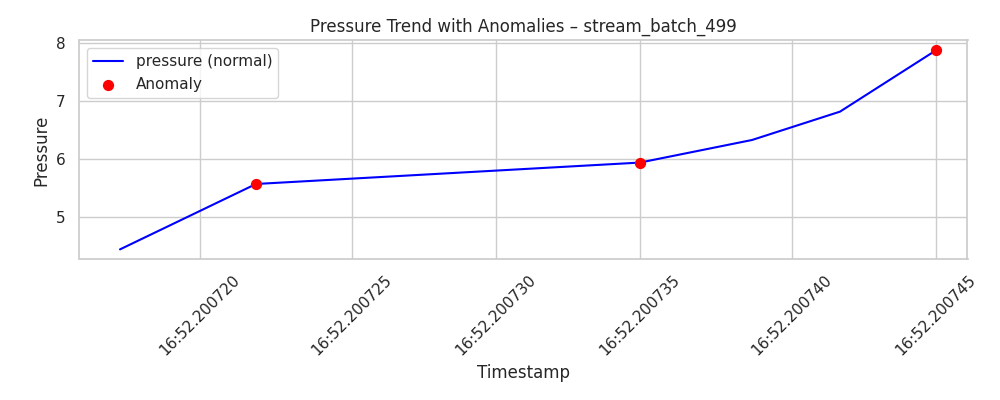 Pressure Trend with Anomalies – stream_batch_499
pressure (normal)
Anomaly
Pressure
8
7
6
5
16:52.200720
16:52.200725
16:52.200730
16:52.200735
16:52.200740
16:52.200745
Timestamp